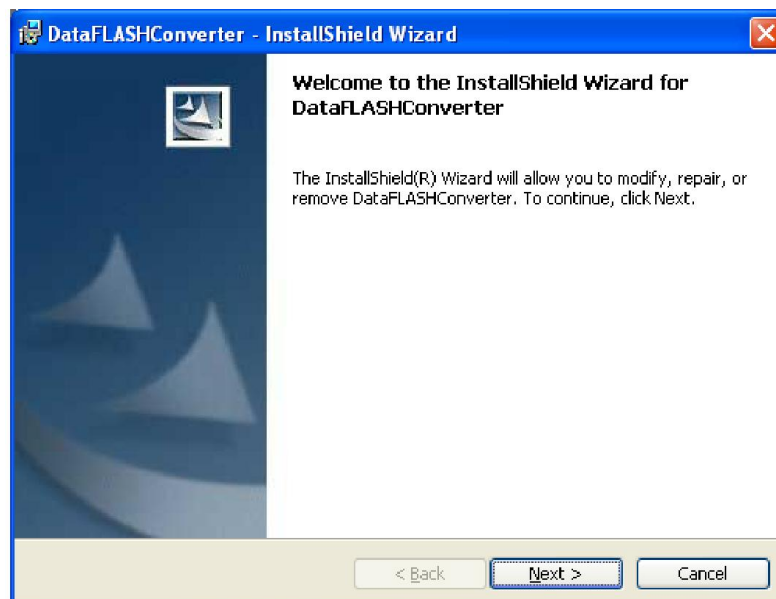 DataFLASHConverter - InstallShield Wizard
Welcome to the InstallShield Wizard for
DataFLASHConverter
The InstallShield(R) Wizard will allow you to modify, repair, or
remove DataFLASHConverter. To continue, click Next.
< Back Next > Cancel